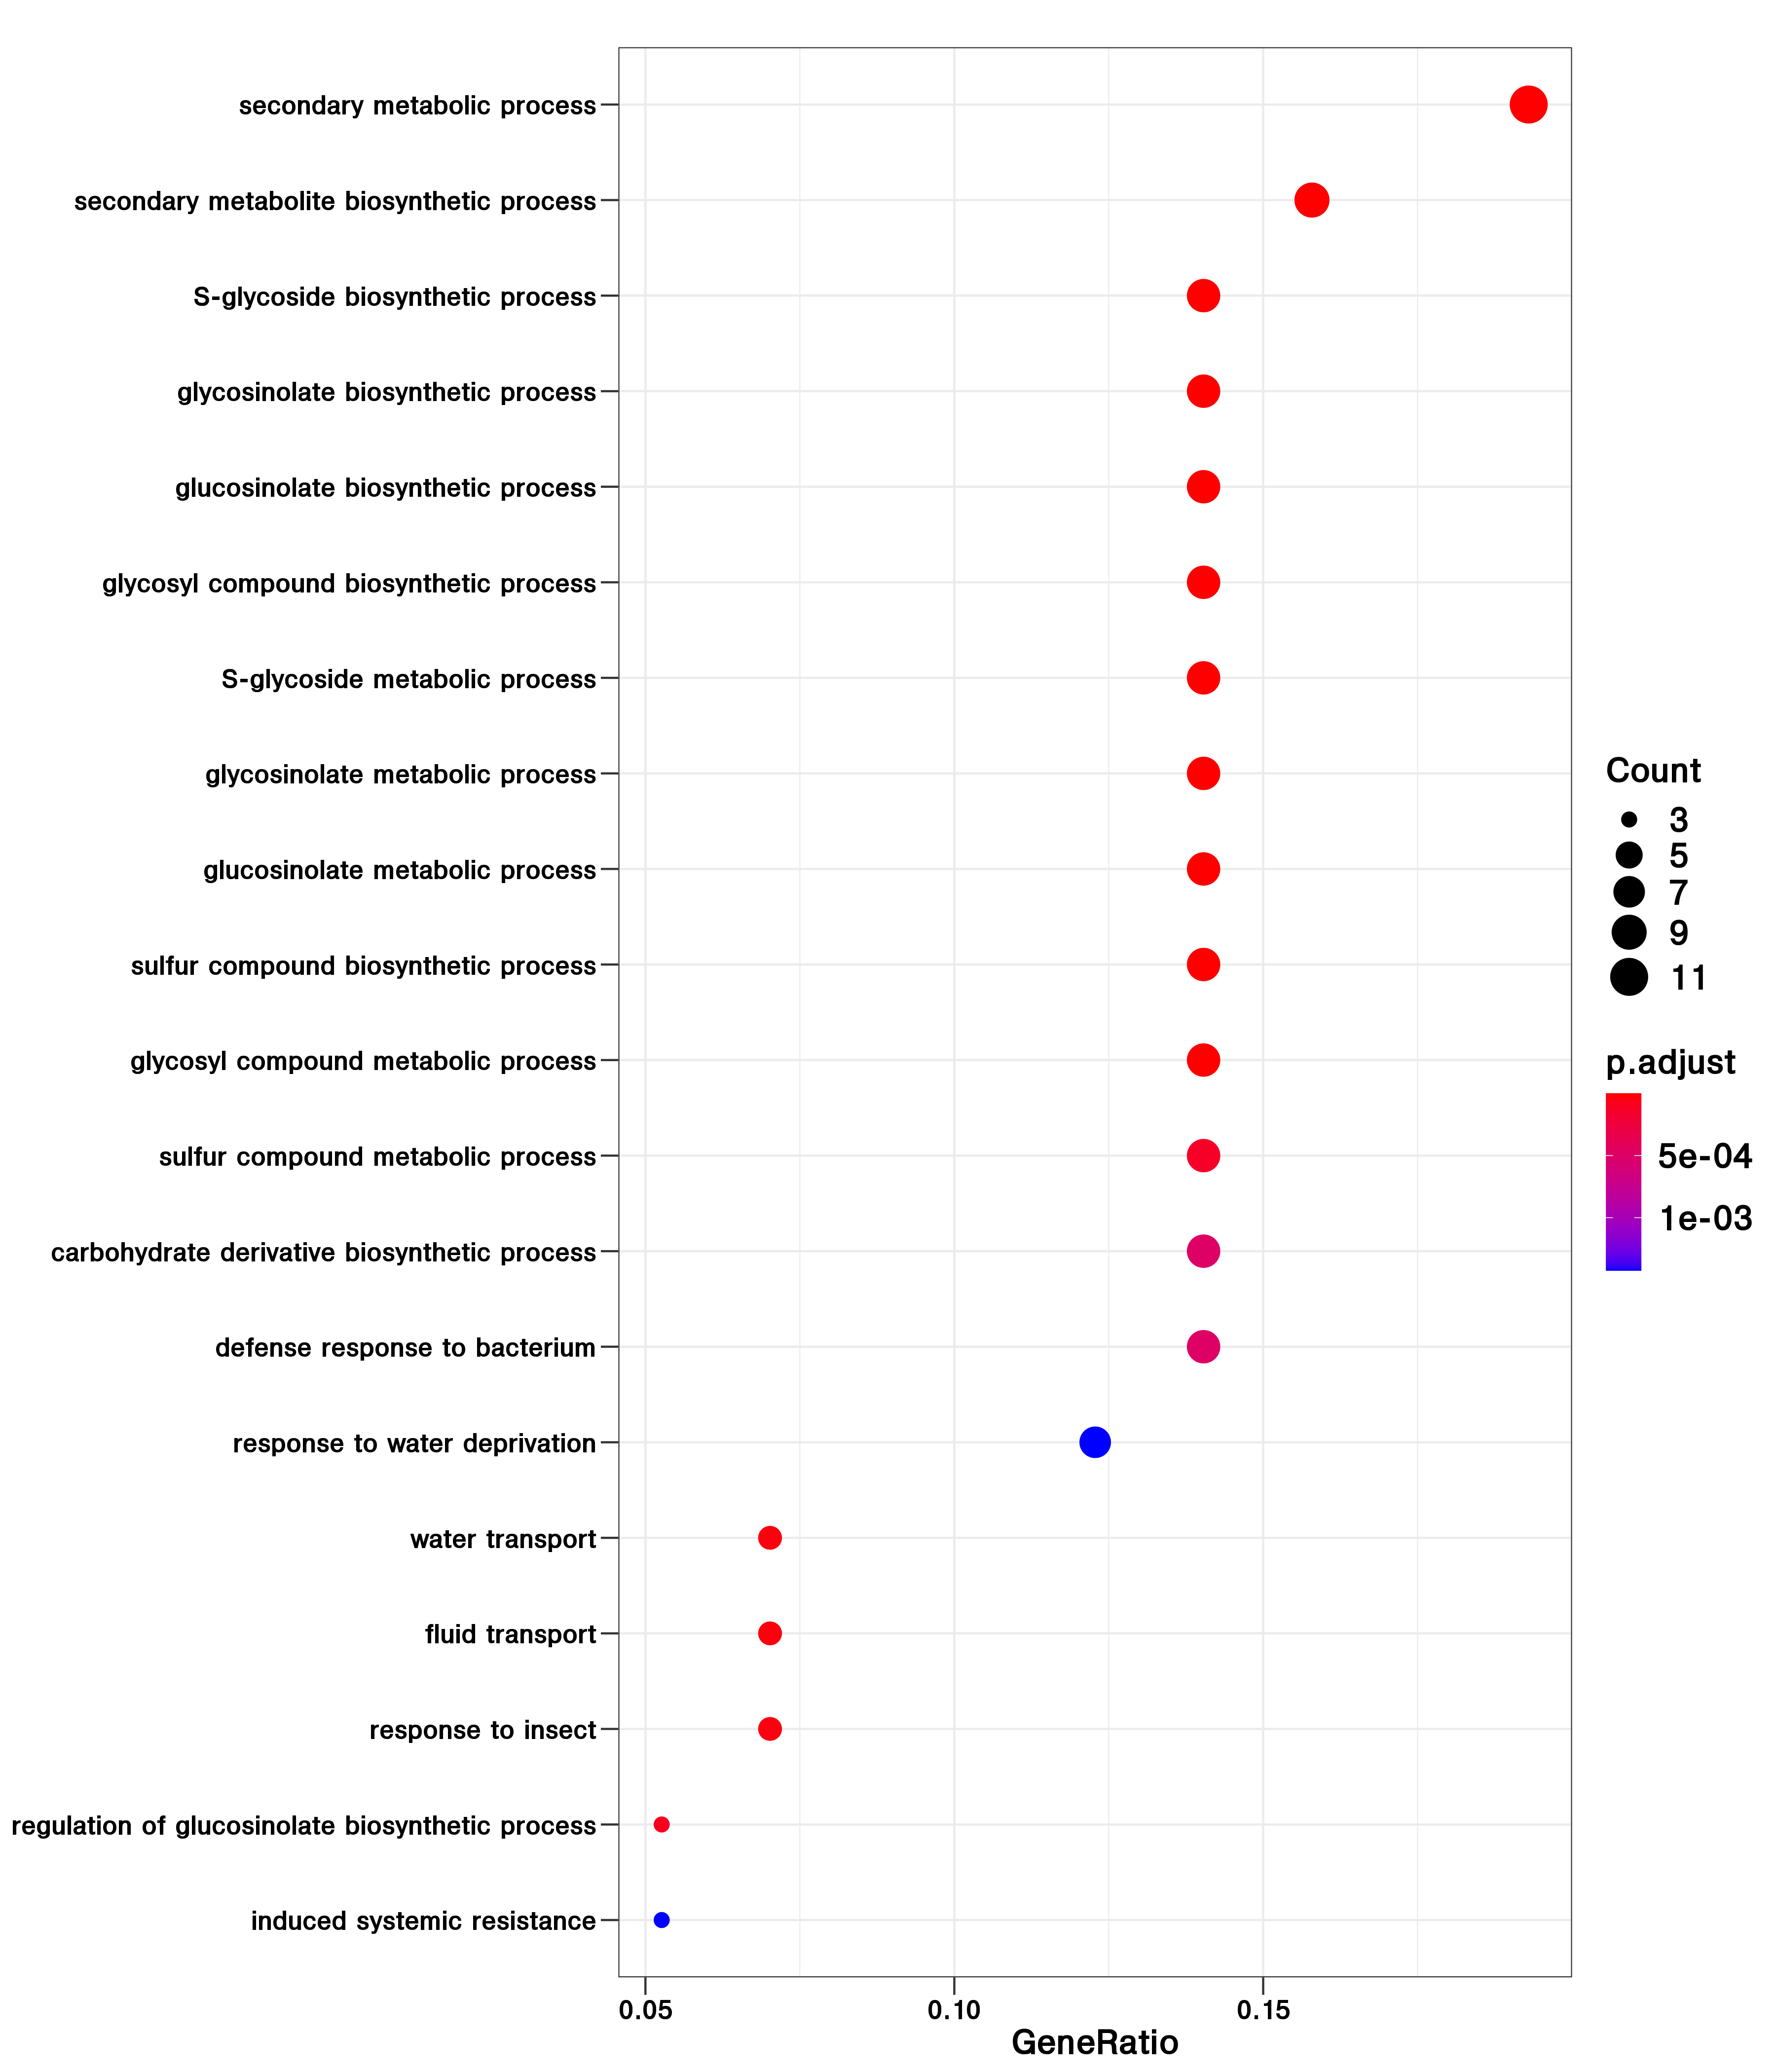 secondary metabolic process
secondary metabolite biosynthetic process
S-glycoside biosynthetic process
glycosinolate biosynthetic process
glucosinolate biosynthetic process
glycosyl compound biosynthetic process
S-glycoside metabolic process
glycosinolate metabolic process
glucosinolate metabolic process
sulfur compound biosynthetic process
glycosyl compound metabolic process
sulfur compound metabolic process
carbohydrate derivative biosynthetic process
defense response to bacterium
response to water deprivation
water transport
fluid transport
response to insect
regulation of glucosinolate biosynthetic process
induced systemic resistance
0.05 0.10 0.15
GeneRatio
Count
3
5
7
9
11
p.adjust
5e-04
1e-03